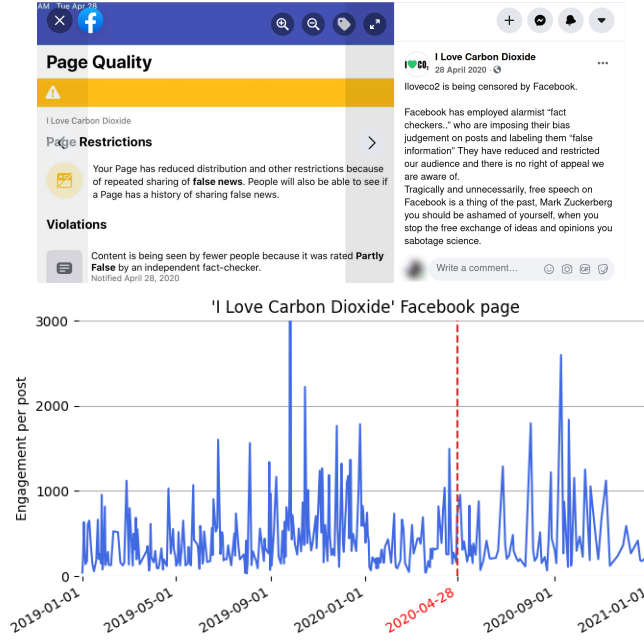 AM Tue Apr 28
Page Quality
I Love Carbon Dioxide
Page Restrictions
Your Page has reduced distribution and other restrictions because
of repeated sharing of false news. People will also be able to see if
a Page has a history of sharing false news.
Violations
Content is being seen by fewer people because it was rated Partly
False by an independent fact-checker.
Notified April 28, 2020
I♥CO₂
I Love Carbon Dioxide
28 April 2020 ·
Iloveco2 is being censored by Facebook.
Facebook has employed alarmist “fact
checkers..” who are imposing their bias
judgement on posts and labeling them “false
information” They have reduced and restricted
our audience and there is no right of appeal we
are aware of.
Tragically and unnecessarily, free speech on
Facebook is a thing of the past, Mark Zuckerberg
you should be ashamed of yourself, when you
stop the free exchange of ideas and opinions you
sabotage science.
Write a comment...
GIF
'I Love Carbon Dioxide' Facebook page
Engagement per post
3000
2000
1000
0
2019-01-01
2019-05-01
2019-09-01
2020-01-01
2020-04-28
2020-09-01
2021-01-01